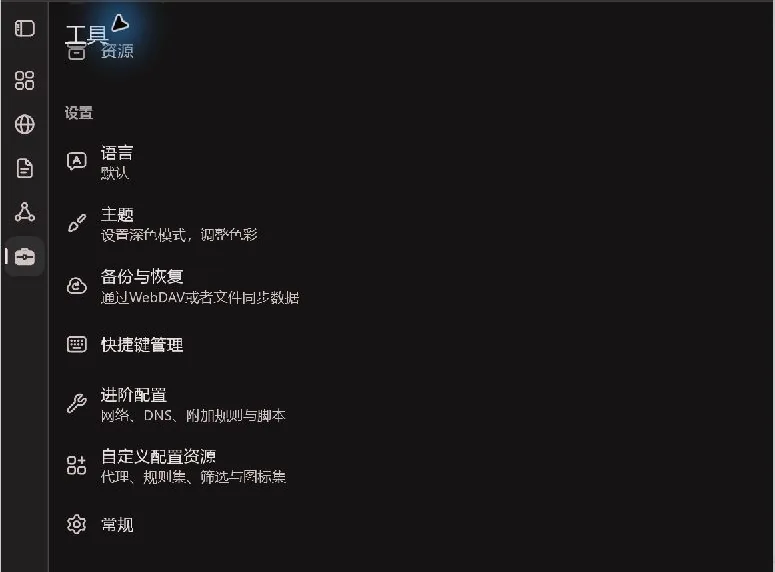 工具
资源
设置
语言
默认
主题
设置深色模式，调整色彩
备份与恢复
通过WebDAV或者文件同步数据
快捷键管理
进阶配置
网络、DNS、附加规则与脚本
自定义配置资源
代理、规则集、筛选与图标集
常规